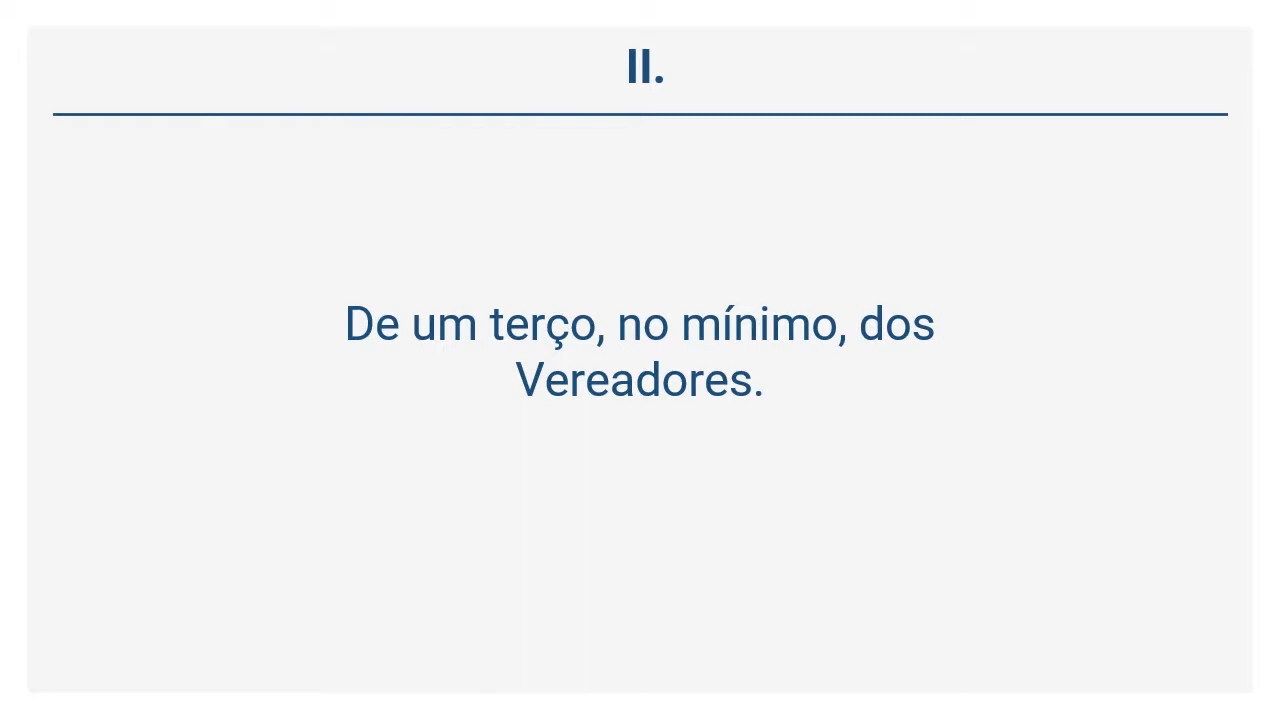 II.
De um terço, no mínimo, dos
Vereadores.